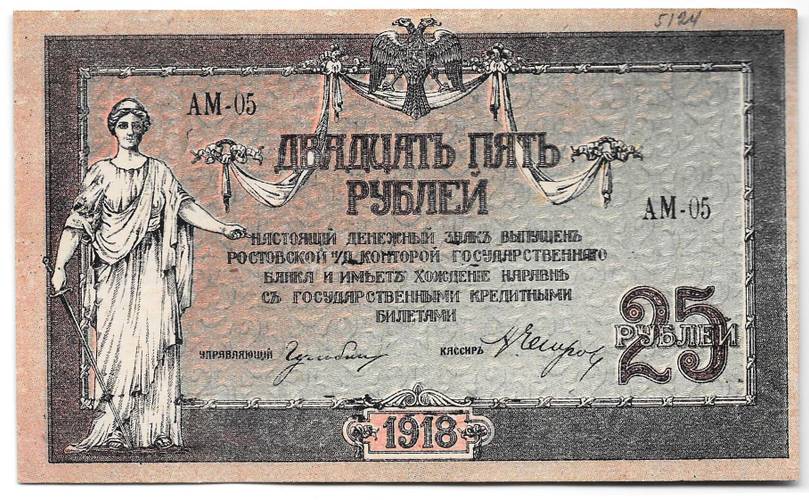 5124
АМ-05
ДВАДЦАТЬ ПЯТЬ
РУБЛЕЙ
АМ-05
НАСТОЯЩІЙ ДЕНЕЖНЫЙ ЗНАКЪ ВЫПУЩЕНЪ
РОСТОВСКОЙ Н/Д. КОНТОРОЙ ГОСУДАРСТВЕННАГО
БАНКА И ИМѢЕТЪ ХОЖДЕНІЕ НАРАВНѢ
СЪ ГОСУДАРСТВЕННЫМИ КРЕДИТНЫМИ
БИЛЕТАМИ
25
РУБЛЕЙ
УПРАВЛЯЮЩІЙ
КАССИРЪ
1918